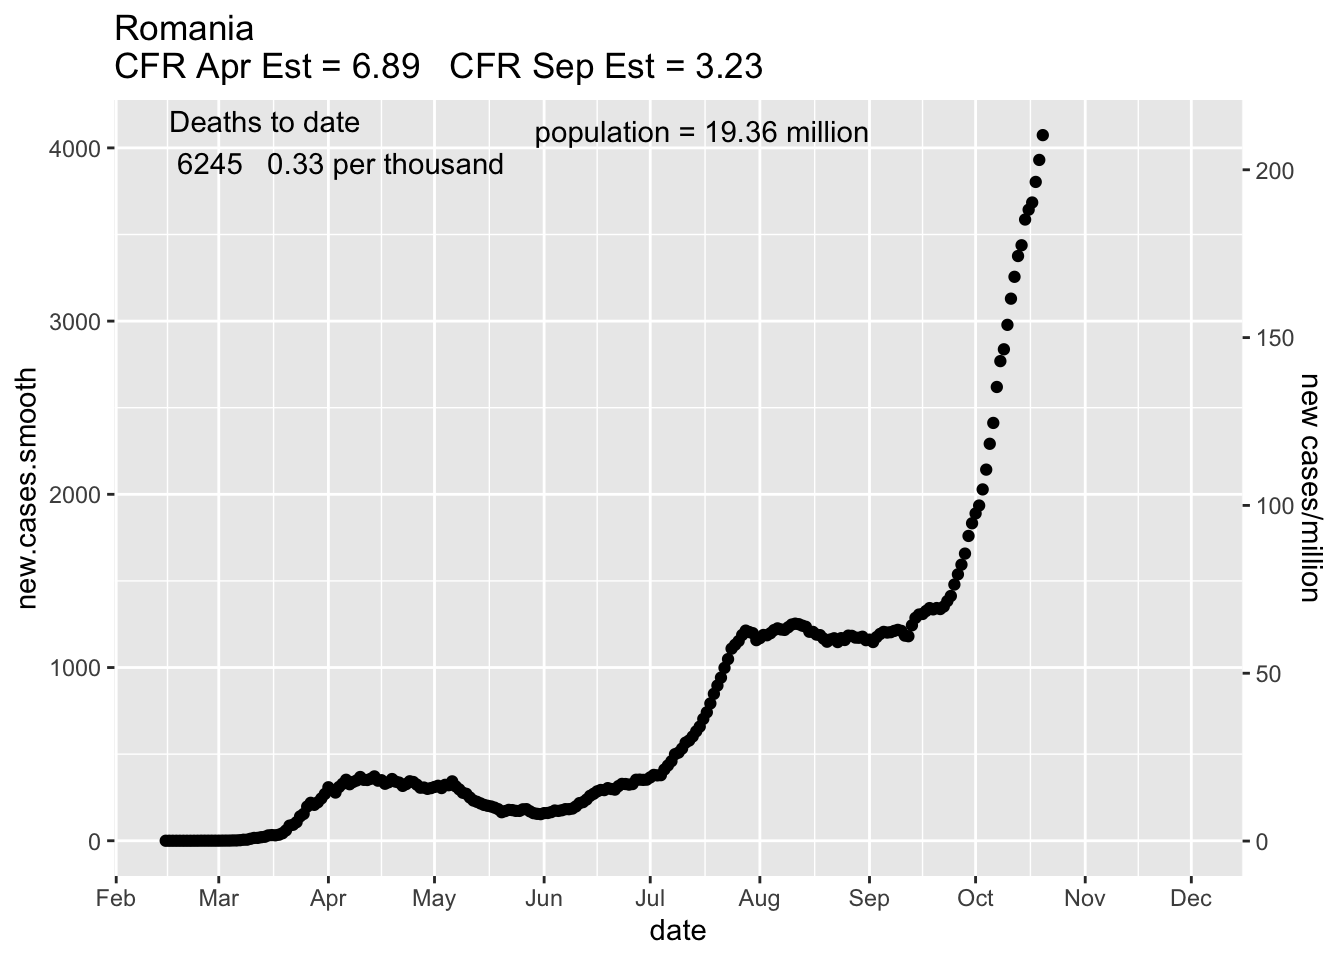 Romania
CFR Apr Est = 6.89   CFR Sep Est = 3.23
Deaths to date
population = 19.36 million
6245   0.33 per thousand
4000
3000
2000
1000
0
new.cases.smooth
200
150
100
50
0
new cases/million
Feb Mar Apr May Jun Jul Aug Sep Oct Nov Dec
date